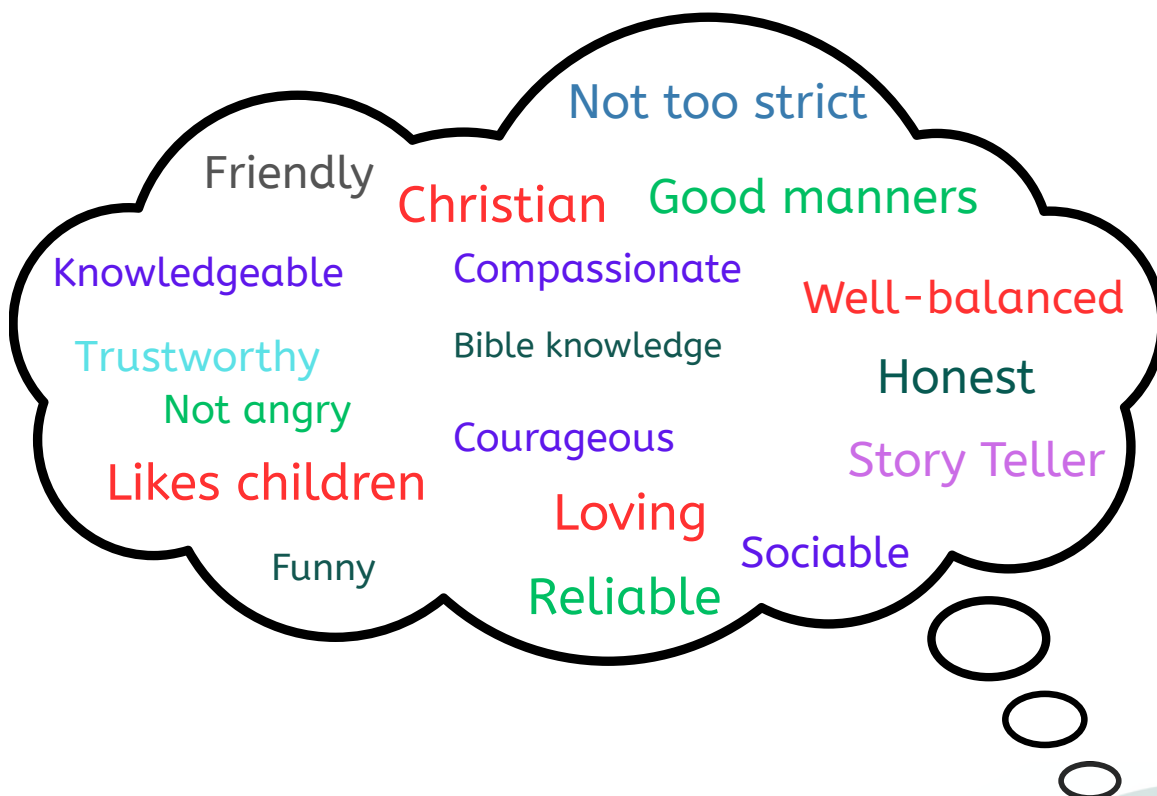 Not too strict
Friendly
Christian
Good manners
Knowledgeable
Compassionate
Well-balanced
Trustworthy
Bible knowledge
Honest
Not angry
Courageous
Story Teller
Likes children
Loving
Sociable
Funny
Reliable